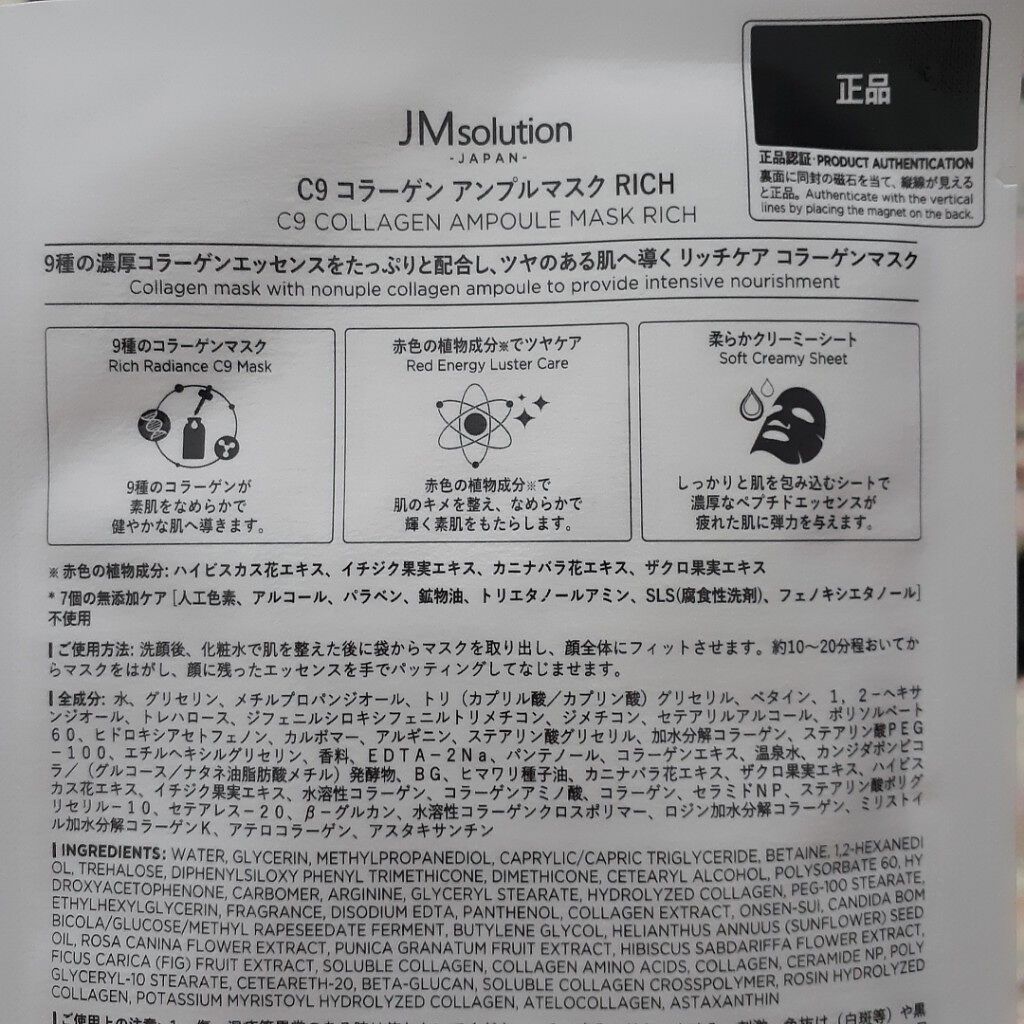 正品
正品認証・PRODUCT AUTHENTICATION
裏面に同封の磁石を当て、縦線が見える
と正品。Authenticate with the vertical
lines by placing the magnet on the back.
JMsolution
-JAPAN-
C9 コラーゲン アンプルマスク RICH
C9 COLLAGEN AMPOULE MASK RICH
9種の濃厚コラーゲンエッセンスをたっぷりと配合し、ツヤのある肌へ導くリッチケア コラーゲンマスク
Collagen mask with nonuple collagen ampoule to provide intensive nourishment
9種のコラーゲンマスク
Rich Radiance C9 Mask
9種のコラーゲンが
素肌をなめらかで
健やかな肌へ導きます。
赤色の植物成分※でツヤケア
Red Energy Luster Care
赤色の植物成分※で
肌のキメを整え、なめらかで
輝く素肌をもたらします。
柔らかクリーミーシート
Soft Creamy Sheet
しっかりと肌を包み込むシートで
濃厚なペプチドエッセンスが
疲れた肌に弾力を与えます。
※ 赤色の植物成分: ハイビスカス花エキス、イチジク果実エキス、カニナバラ花エキス、ザクロ果実エキス
* 7個の無添加ケア [人工色素、アルコール、パラベン、鉱物油、トリエタノールアミン、SLS(腐食性洗剤)、フェノキシエタノール]
不使用
ご使用方法: 洗顔後、化粧水で肌を整えた後に袋からマスクを取り出し、顔全体にフィットさせます。約10〜20分程おいてか
らマスクをはがし、顔に残ったエッセンスを手でパッティングしてなじませます。
全成分: 水、グリセリン、メチルプロパンジオール、トリ（カプリル酸／カプリン酸）グリセリル、ベタイン、１，２−ヘキサ
ンジオール、トレハロース、ジフェニルシロキシフェニルトリメチコン、ジメチコン、セテアリルアルコール、ポリソルベート
６０、ヒドロキシアセトフェノン、カルボマー、アルギニン、ステアリン酸グリセリル、加水分解コラーゲン、ステアリン酸ＰＥＧ
−１００、エチルヘキシルグリセリン、香料、ＥＤＴＡ−２Ｎａ、パンテノール、コラーゲンエキス、温泉水、カンジダボンビコ
ラ／（グルコース／ナタネ油脂肪酸メチル）発酵物、ＢＧ、ヒマワリ種子油、カニナバラ花エキス、ザクロ果実エキス、ハイビス
カス花エキス、イチジク果実エキス、水溶性コラーゲン、コラーゲンアミノ酸、コラーゲン、セラミドＮＰ、ステアリン酸ポリグ
リセリル−１０、セテアレス−２０、β−グルカン、水溶性コラーゲンクロスポリマー、ロジン加水分解コラーゲン、ミリストイ
ル加水分解コラーゲンＫ、アテロコラーゲン、アスタキサンチン
INGREDIENTS: WATER, GLYCERIN, METHYLPROPANEDIOL, CAPRYLIC/CAPRIC TRIGLYCERIDE, BETAINE, 1,2-HEXANEDI
OL, TREHALOSE, DIPHENYLSILOXY PHENYL TRIMETHICONE, DIMETHICONE, CETEARYL ALCOHOL, POLYSORBATE 60, HY
DROXYACETOPHENONE, CARBOMER, ARGININE, GLYCERYL STEARATE, HYDROLYZED COLLAGEN, PEG-100 STEARATE,
ETHYLHEXYLGLYCERIN, FRAGRANCE, DISODIUM EDTA, PANTHENOL, COLLAGEN EXTRACT, ONSEN-SUI, CANDIDA BOM
BICOLA/GLUCOSE/METHYL RAPESEEDATE FERMENT, BUTYLENE GLYCOL, HELIANTHUS ANNUUS (SUNFLOWER) SEED
OIL, ROSA CANINA FLOWER EXTRACT, PUNICA GRANATUM FRUIT EXTRACT, HIBISCUS SABDARIFFA FLOWER EXTRACT,
FICUS CARICA (FIG) FRUIT EXTRACT, SOLUBLE COLLAGEN, COLLAGEN AMINO ACIDS, COLLAGEN, CERAMIDE NP, POLY
GLYCERYL-10 STEARATE, CETEARETH-20, BETA-GLUCAN, SOLUBLE COLLAGEN CROSSPOLYMER, ROSIN HYDROLYZED
COLLAGEN, POTASSIUM MYRISTOYL HYDROLYZED COLLAGEN, ATELOCOLLAGEN, ASTAXANTHIN
ご使用上の注意: 1.